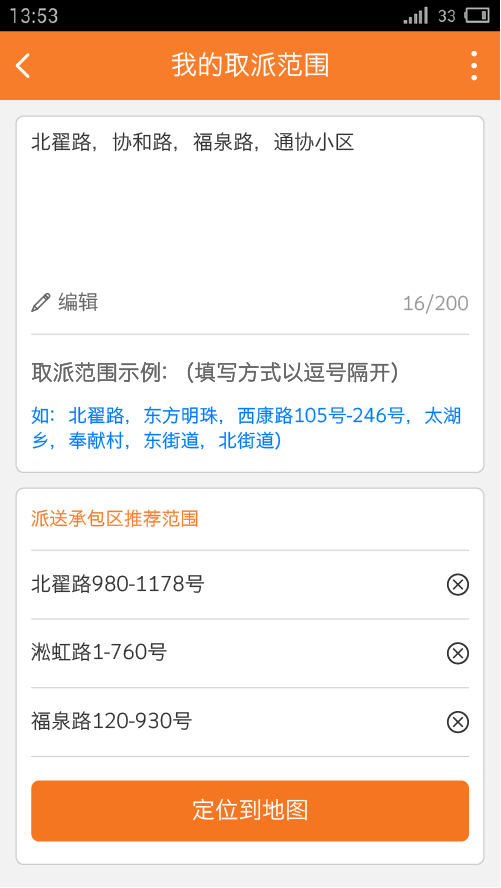 13:53
33
我的取派范围
北翟路，协和路，福泉路，通协小区
编辑
16/200
取派范围示例:（填写方式以逗号隔开）
如: 北翟路，东方明珠，西康路105号-246号，太湖
乡，奉献村，东街道，北街道）
派送承包区推荐范围
北翟路980-1178号
淞虹路1-760号
福泉路120-930号
定位到地图